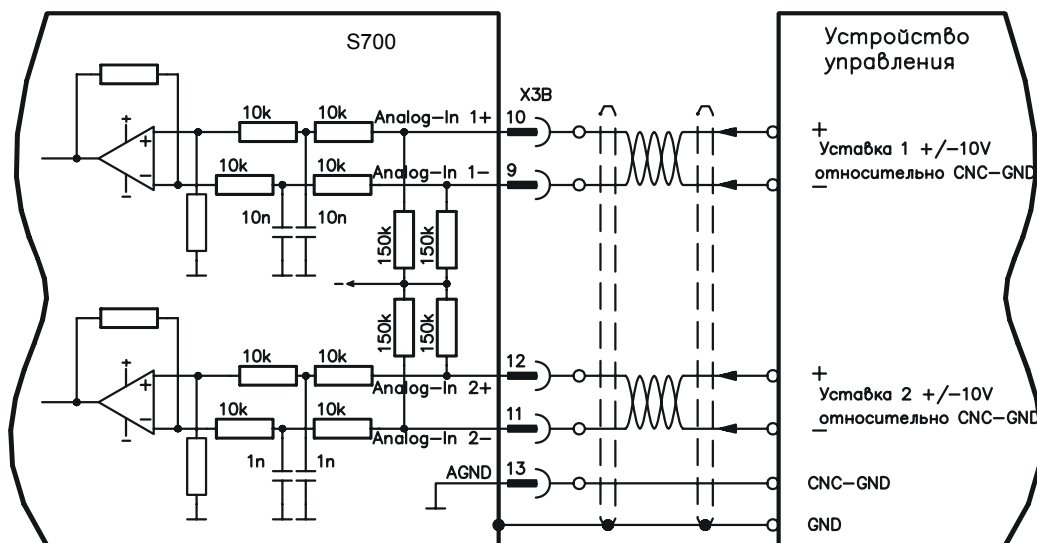 S700
Устройство
управления
X3B
10k
10k
Analog-In 1+
10
+
Уставка 1 +/-10V
относительно CNC-GND
−
10k
10k
Analog-In 1-
9
+
+
−
−
10n
10n
150k
150k
−
150k
150k
10k
10k
Analog-In 2+
12
+
Уставка 2 +/-10V
относительно CNC-GND
−
10k
10k
Analog-In 2-
11
+
+
−
−
1n
1n
AGND
13
CNC-GND
GND